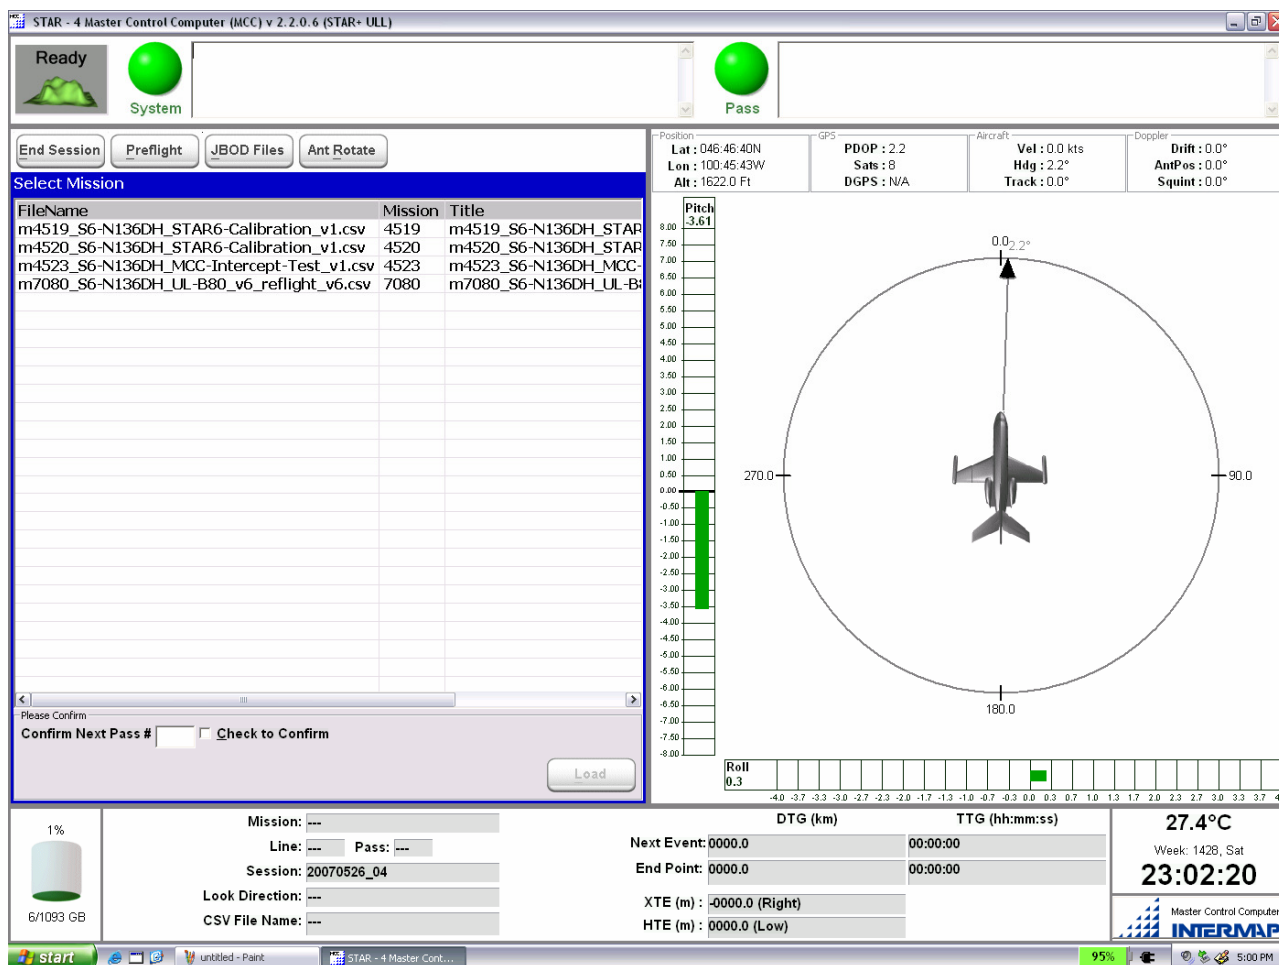 STAR - 4 Master Control Computer (MCC) v 2.2.0.6 (STAR+ ULL)
Ready
System
Pass
End Session Preflight JBOD Files Ant Rotate
Select Mission
FileName Mission Title
m4519_S6-N136DH_STAR6-Calibration_v1.csv 4519 m4519_S6-N136DH_STAR
m4520_S6-N136DH_STAR6-Calibration_v1.csv 4520 m4520_S6-N136DH_STAR
m4523_S6-N136DH_MCC-Intercept-Test_v1.csv 4523 m4523_S6-N136DH_MCC-
m7080_S6-N136DH_UL-B80_v6_reflight_v6.csv 7080 m7080_S6-N136DH_UL-B
Please Confirm
Confirm Next Pass # Check to Confirm
Load
Position
Lat : 046:46:40N
Lon : 100:45:43W
Alt : 1622.0 Ft
GPS
PDOP : 2.2
Sats : 8
DGPS : N/A
Aircraft
Vel : 0.0 kts
Hdg : 2.2°
Track : 0.0°
Doppler
Drift : 0.0°
AntPos : 0.0°
Squint : 0.0°
Pitch
-3.61
8.00
7.50
7.00
6.50
6.00
5.50
5.00
4.50
4.00
3.50
3.00
2.50
2.00
1.50
1.00
0.50
0.00
-0.50
-1.00
-1.50
-2.00
-2.50
-3.00
-3.50
-4.00
-4.50
-5.00
-5.50
-6.00
-6.50
-7.00
-7.50
-8.00
0.0 2.2°
270.0 90.0
180.0
Roll
0.3
-4.0 -3.7 -3.3 -3.0 -2.7 -2.3 -2.0 -1.7 -1.3 -1.0 -0.7 -0.3 0.0 0.3 0.7 1.0 1.3 1.7 2.0 2.3 2.7 3.0 3.3 3.7 4
1%
6/1093 GB
Mission: ---
Line: --- Pass: ---
Session: 20070526_04
Look Direction: ---
CSV File Name: ---
DTG (km) TTG (hh:mm:ss)
Next Event: 0000.0 00:00:00
End Point: 0000.0 00:00:00
XTE (m) : -0000.0 (Right)
HTE (m) : 0000.0 (Low)
27.4°C
Week: 1428, Sat
23:02:20
Master Control Computer
INTERMAP
start untitled - Paint STAR - 4 Master Cont... 95% 5:00 PM